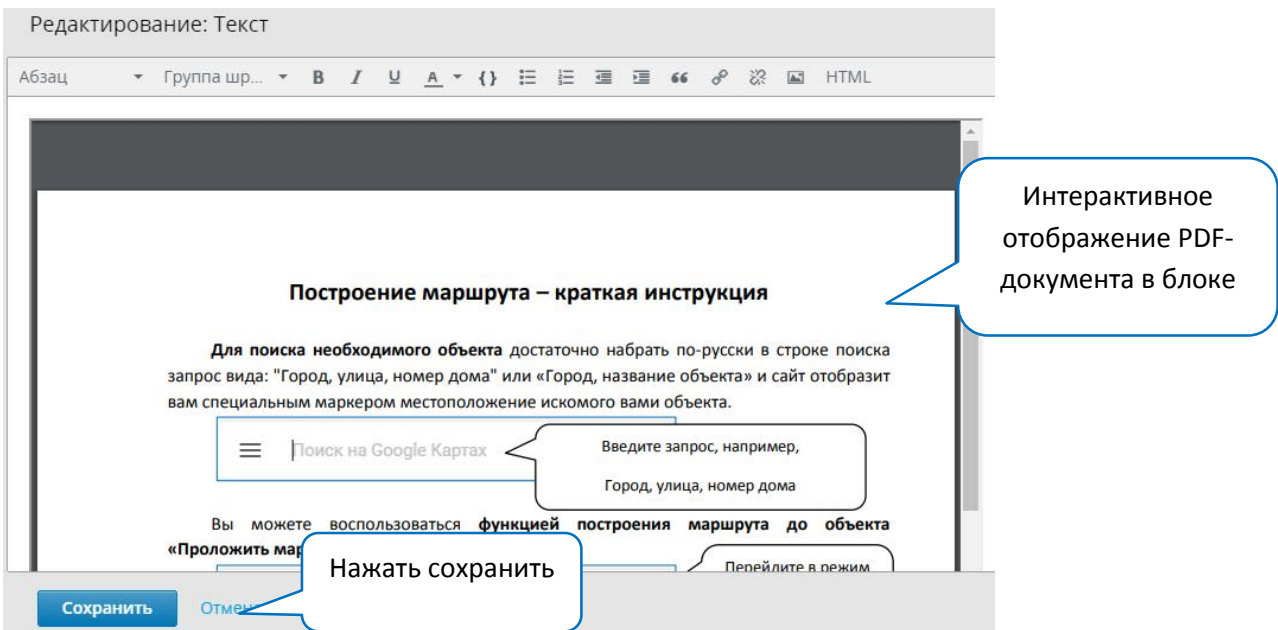 Редактирование: Текст
Абзац Группа шр... B I U A {} HTML
Интерактивное
отображение PDF-
документа в блоке
Построение маршрута – краткая инструкция
Для поиска необходимого объекта достаточно набрать по-русски в строке поиска
запрос вида: "Город, улица, номер дома" или «Город, название объекта» и сайт отобразит
вам специальным маркером местоположение искомого вами объекта.
Поиск на Google Картах
Введите запрос, например,
Город, улица, номер дома
Вы можете воспользоваться функцией построения маршрута до объекта
«Проложить
Перейдите в режим
Нажать сохранить
Сохранить